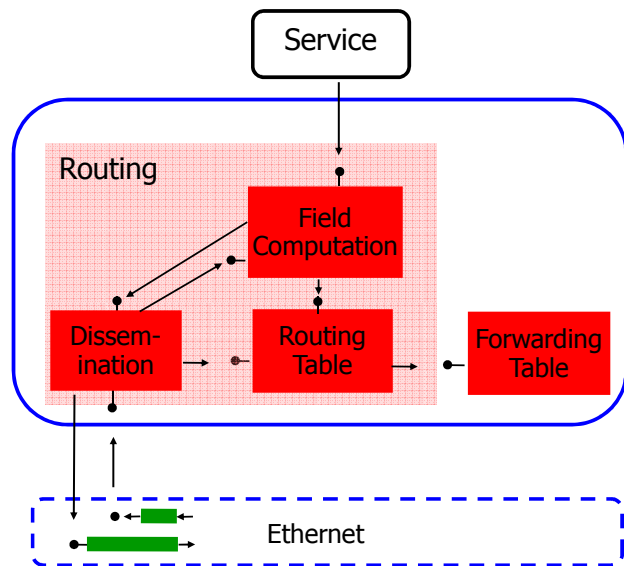 Service
Routing
Field
Computation
Dissem-
ination
Routing
Table
Forwarding
Table
Ethernet